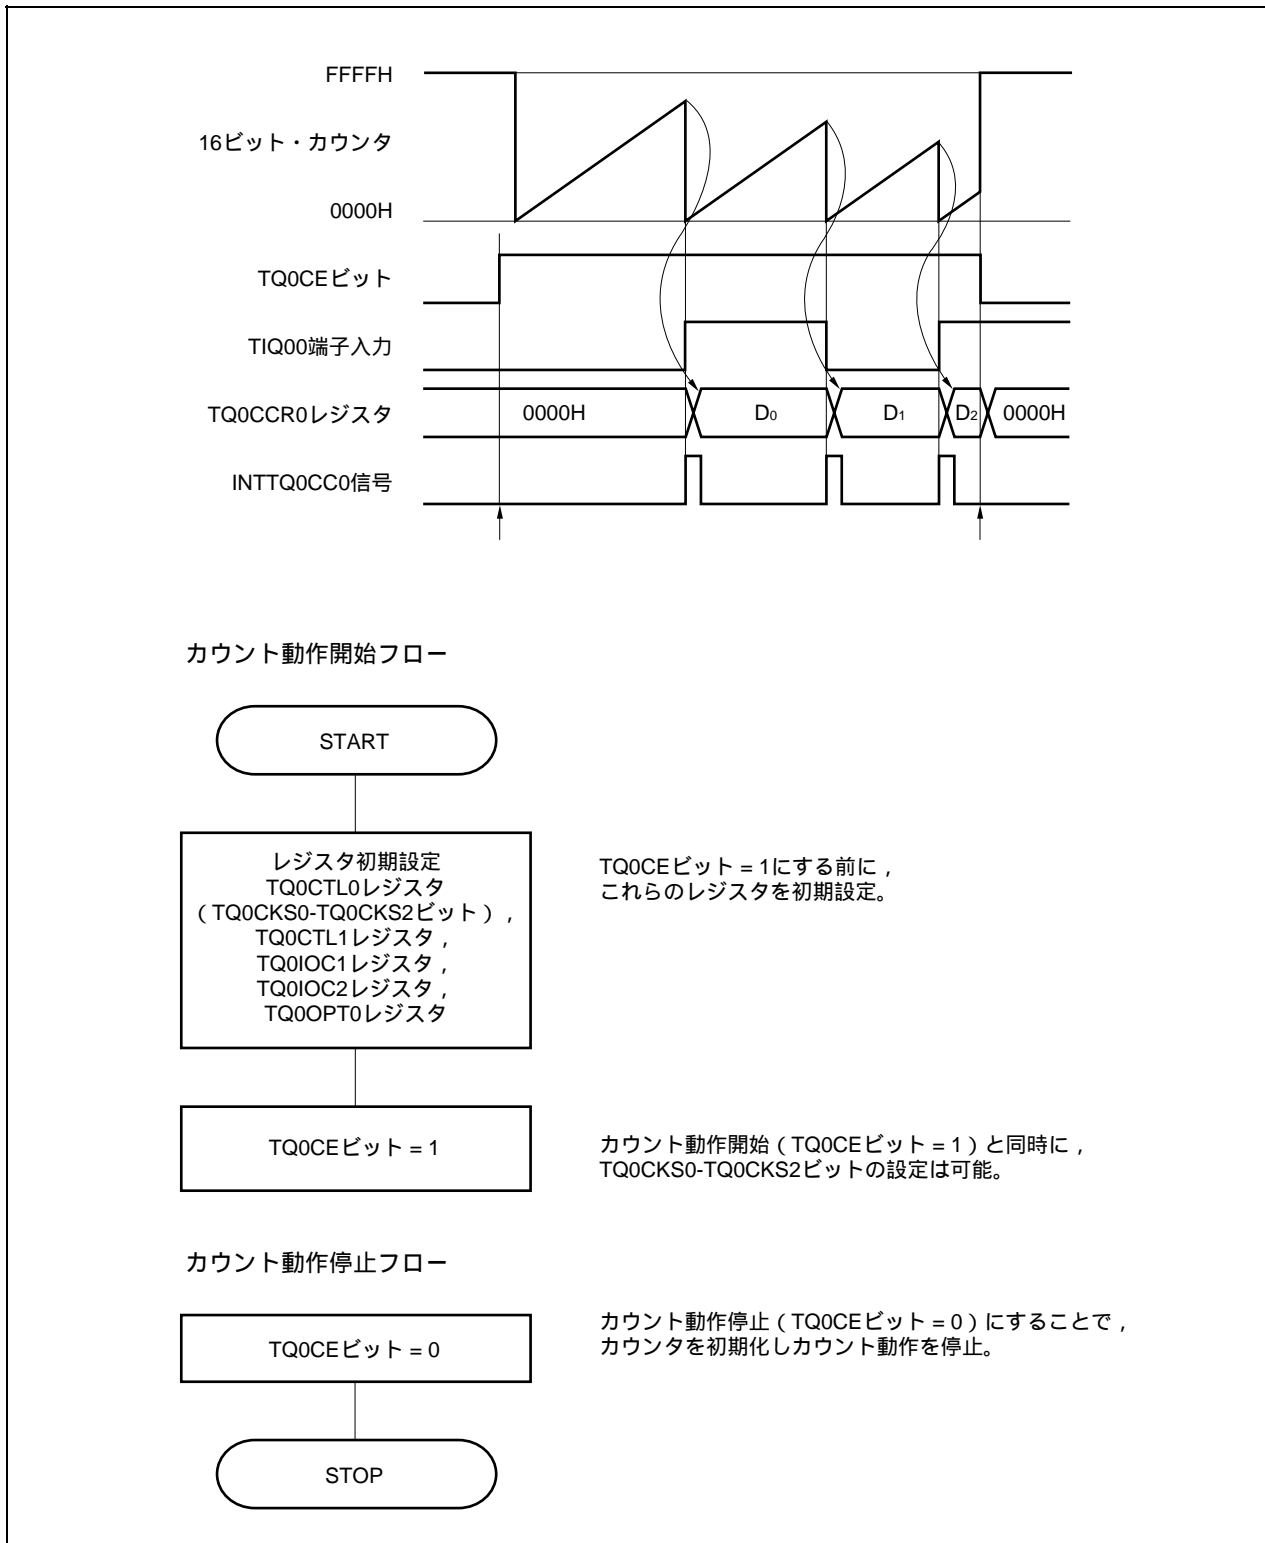 FFFFH
16ビット・カウンタ
0000H
TQ0CEビット
TIQ00端子入力
TQ0CCR0レジスタ
0000H
D0
D1
D2
0000H
INTTQ0CC0信号
カウント動作開始フロー
START
レジスタ初期設定
TQ0CTL0レジスタ
（TQ0CKS0-TQ0CKS2ビット），
TQ0CTL1レジスタ，
TQ0IOC1レジスタ，
TQ0IOC2レジスタ，
TQ0OPT0レジスタ
TQ0CEビット = 1にする前に，
これらのレジスタを初期設定。
TQ0CEビット = 1
カウント動作開始（TQ0CEビット = 1）と同時に，
TQ0CKS0-TQ0CKS2ビットの設定は可能。
カウント動作停止フロー
TQ0CEビット = 0
カウント動作停止（TQ0CEビット = 0）にすることで，
カウンタを初期化しカウント動作を停止。
STOP